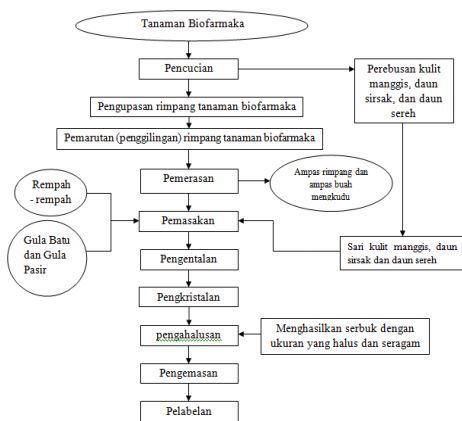 Tanaman Biofarmaka
Pencucian
Perebusan kulit
manggis, daun
sirsak, dan daun
sereh
Pengupasan rimpang tanaman biofarmaka
Pemarutan (penggilingan) rimpang tanaman biofarmaka
Pemerasan
Ampas rimpang dan
ampas buah
mengkudu
Rempah
- rempah
Pemasakan
Gula Batu
dan Gula
Pasir
Sari kulit manggis, daun
sirsak dan daun sereh
Pengentalan
Pengkristalan
pengahalusan
Menghasilkan serbuk dengan
ukuran yang halus dan seragam
Pengemasan
Pelabelan